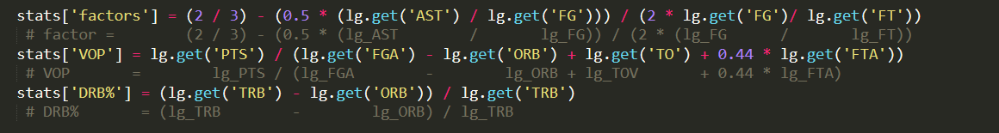 stats['factors'] = (2 / 3) - (0.5 * (lg.get('AST') / lg.get('FG'))) / (2 * lg.get('FG')/ lg.get('FT'))
# factor =        (2 / 3) - (0.5 * (lg_AST        /       lg_FG)) / (2 * (lg_FG       /       lg_FT))
stats['VOP'] = lg.get('PTS') / (lg.get('FGA') - lg.get('ORB') + lg.get('TO') + 0.44 * lg.get('FTA'))
# VOP       =        lg_PTS / (lg_FGA        -        lg_ORB + lg_TOV       + 0.44 * lg_FTA)
stats['DRB%'] = (lg.get('TRB') - lg.get('ORB')) / lg.get('TRB')
# DRB%       = (lg_TRB        -        lg_ORB) / lg_TRB